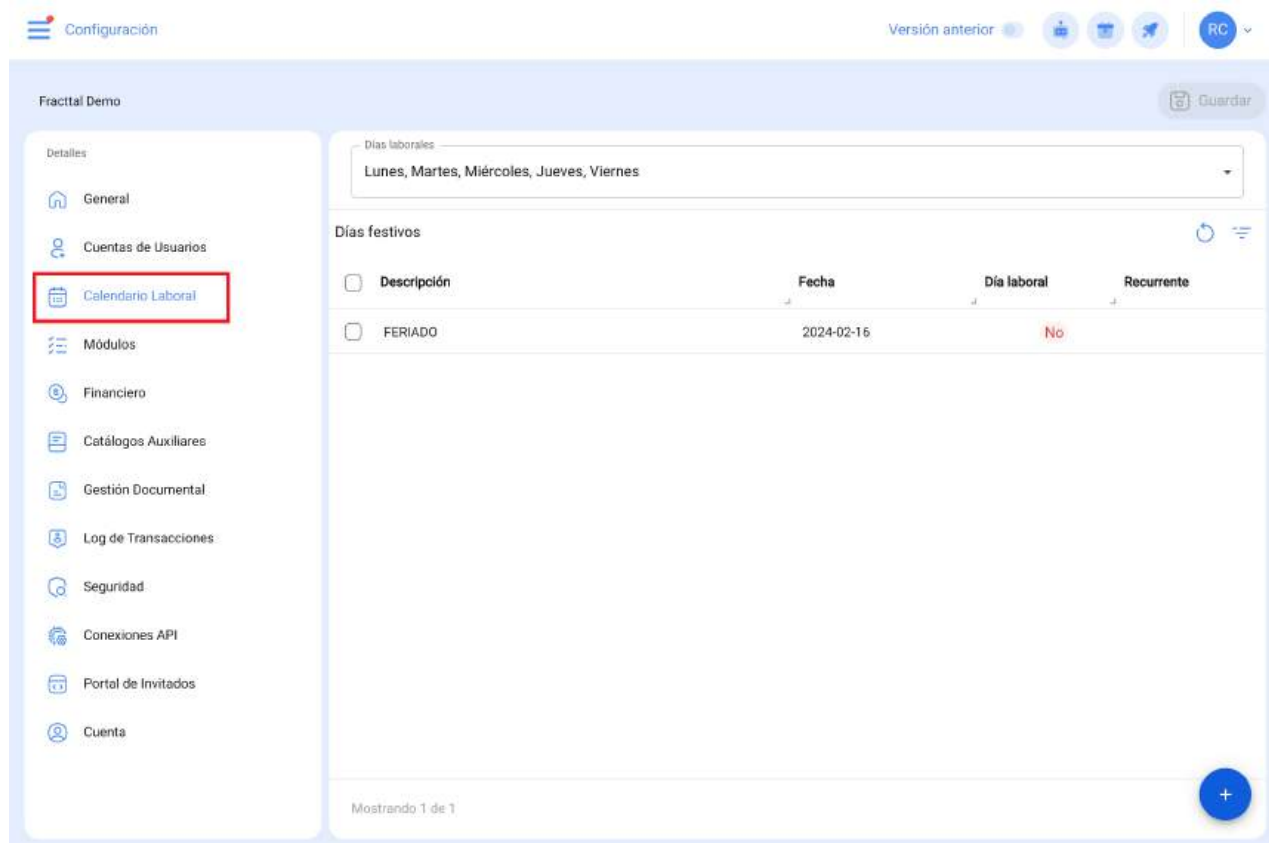 Configuración
Versión anterior
RC
Fracttal Demo
Guardar
Detalles
General
Cuentas de Usuarios
Calendario Laboral
Módulos
Financiero
Catálogos Auxiliares
Gestión Documental
Log de Transacciones
Seguridad
Conexiones API
Portal de Invitados
Cuenta
Días laborales
Lunes, Martes, Miércoles, Jueves, Viernes
Días festivos
Descripción Fecha Día laboral Recurrente
FERIADO 2024-02-16 No
Mostrando 1 de 1